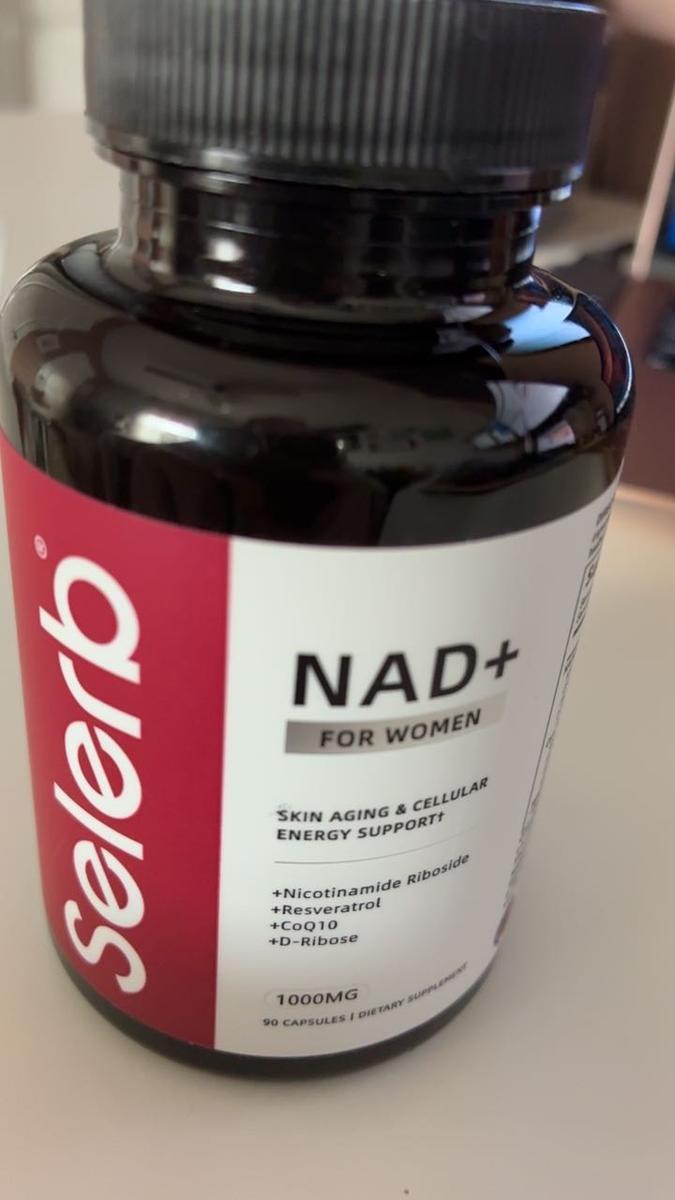 Selerb®
NAD+
FOR WOMEN
SKIN AGING & CELLULAR
ENERGY SUPPORT†
+Nicotinamide Riboside
+Resveratrol
+CoQ10
+D-Ribose
1000MG
90 CAPSULES | DIETARY SUPPLEMENT